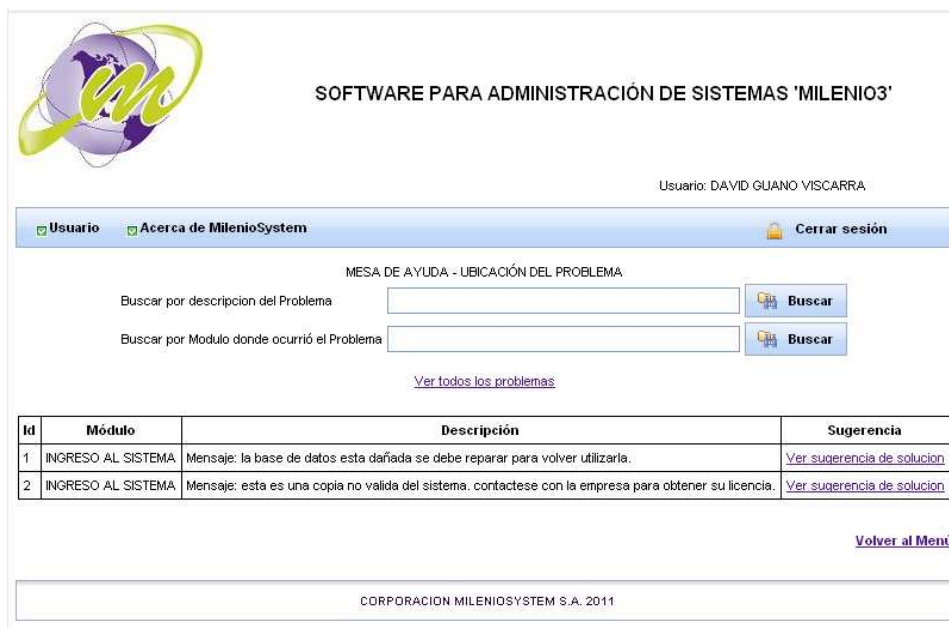 m
SOFTWARE PARA ADMINISTRACIÓN DE SISTEMAS 'MILENIO3'
Usuario: DAVID GUANO VISCARRA
Usuario Acerca de MilenioSystem Cerrar sesión
MESA DE AYUDA - UBICACIÓN DEL PROBLEMA
Buscar por descripcion del Problema Buscar
Buscar por Modulo donde ocurrió el Problema Buscar
Ver todos los problemas
Id Módulo Descripción Sugerencia
1 INGRESO AL SISTEMA Mensaje: la base de datos esta dañada se debe reparar para volver utilizarla. Ver sugerencia de solucion
2 INGRESO AL SISTEMA Mensaje: esta es una copia no valida del sistema. contactese con la empresa para obtener su licencia. Ver sugerencia de solucion
Volver al Menú
CORPORACION MILENIOSYSTEM S.A. 2011